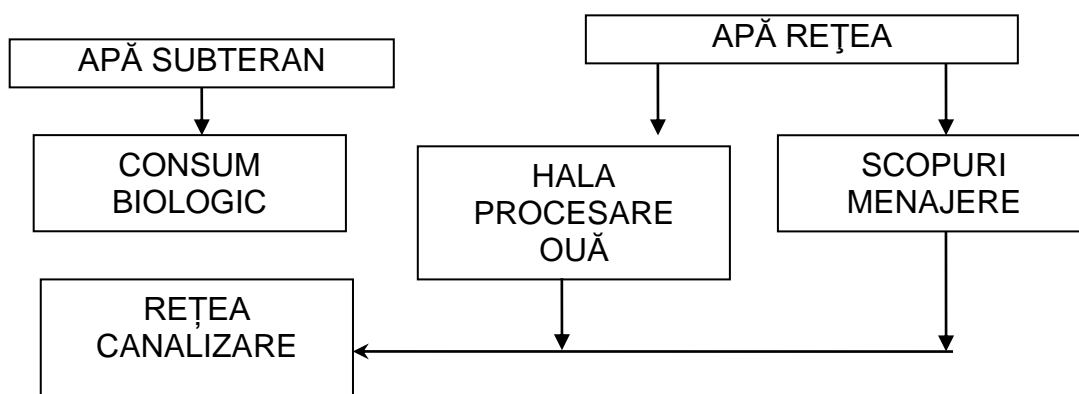 APĂ SUBTERAN
APĂ REŢEA
CONSUM
BIOLOGIC
HALA
PROCESARE
OUĂ
SCOPURI
MENAJERE
REȚEA
CANALIZARE